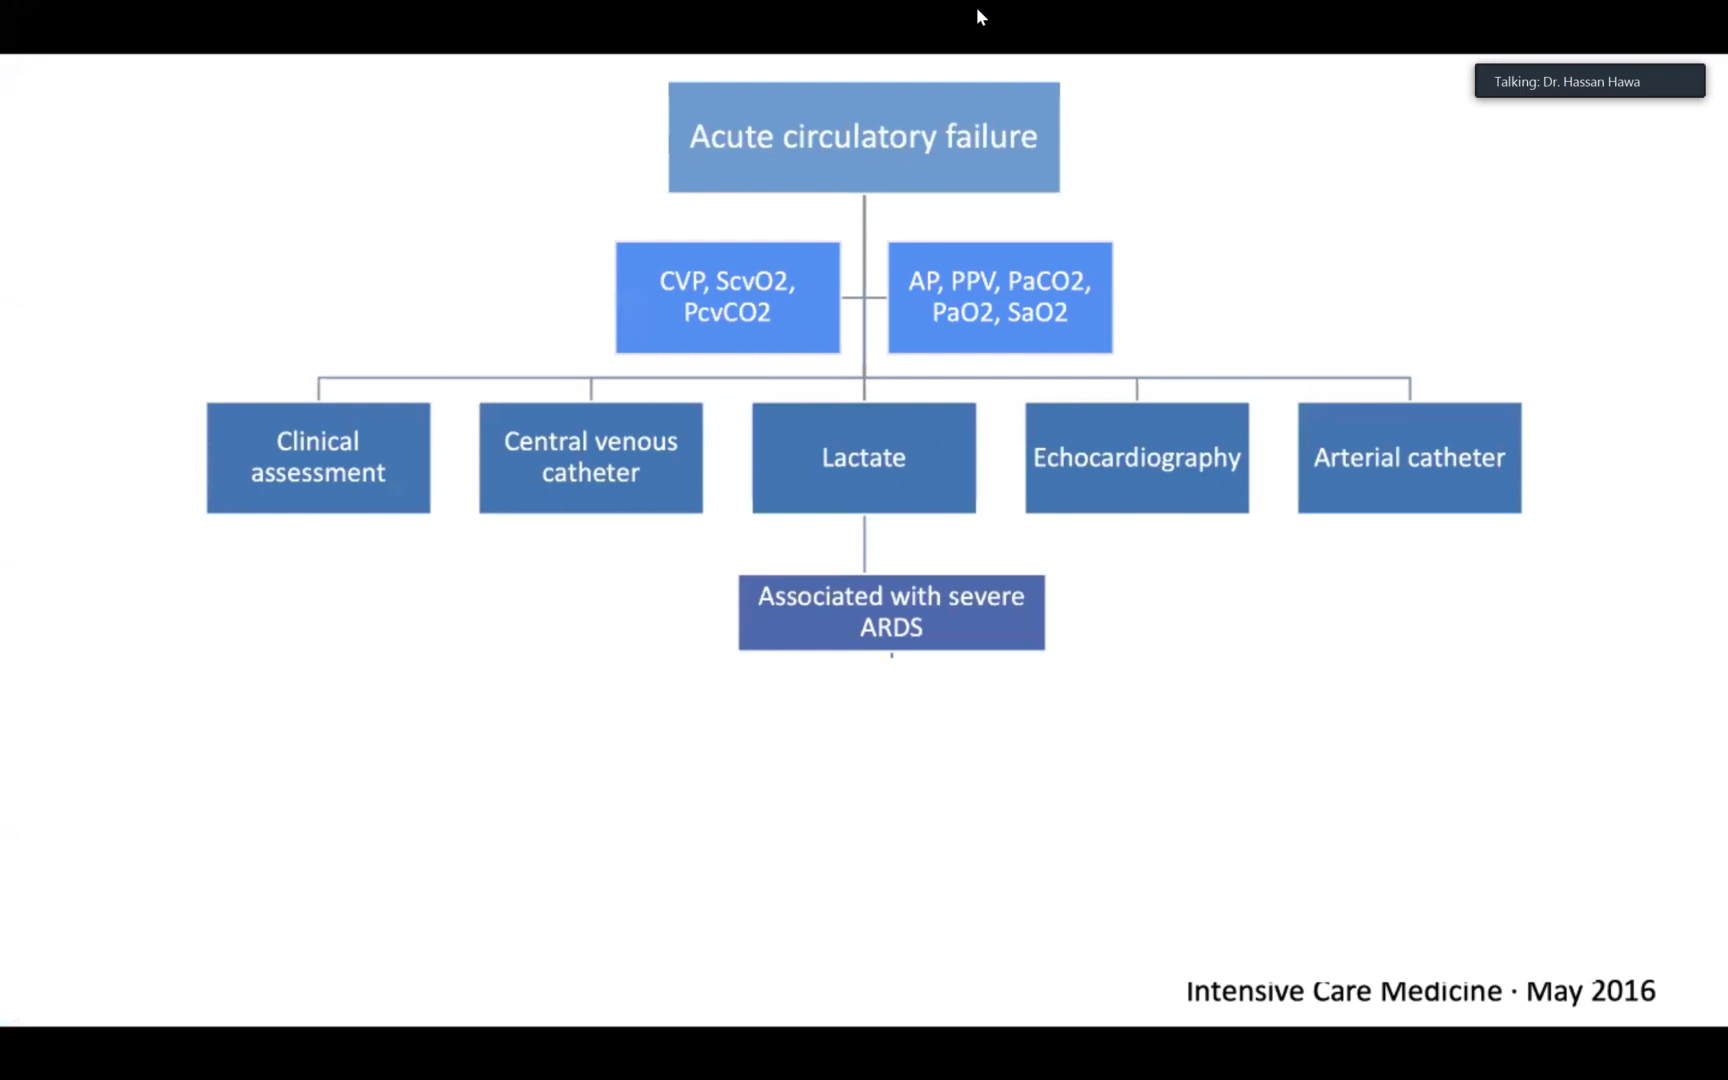 Talking: Dr. Hassan Hawa
Acute circulatory failure
CVP, ScvO2,
PcvCO2
AP, PPV, PaCO2,
PaO2, SaO2
Clinical
assessment
Central venous
catheter
Lactate
Echocardiography
Arterial catheter
Associated with severe
ARDS
Intensive Care Medicine · May 2016